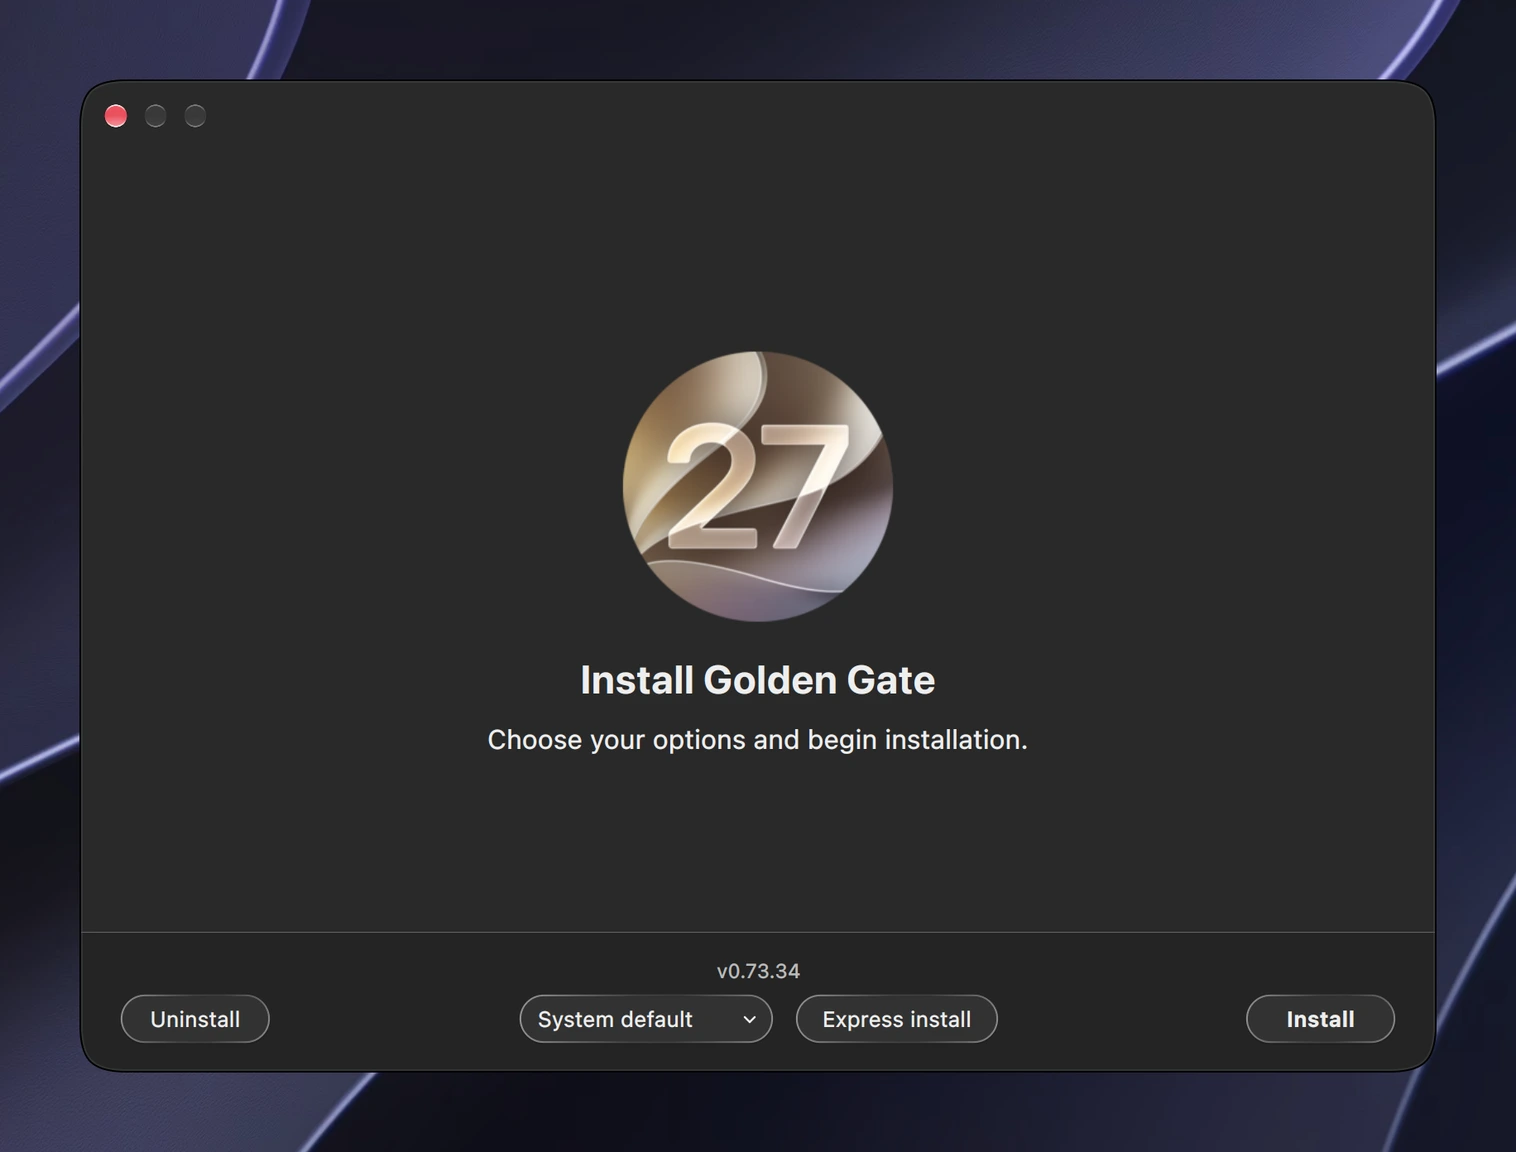 27
Install Golden Gate
Choose your options and begin installation.
v0.73.34
Uninstall
System default
Express install
Install